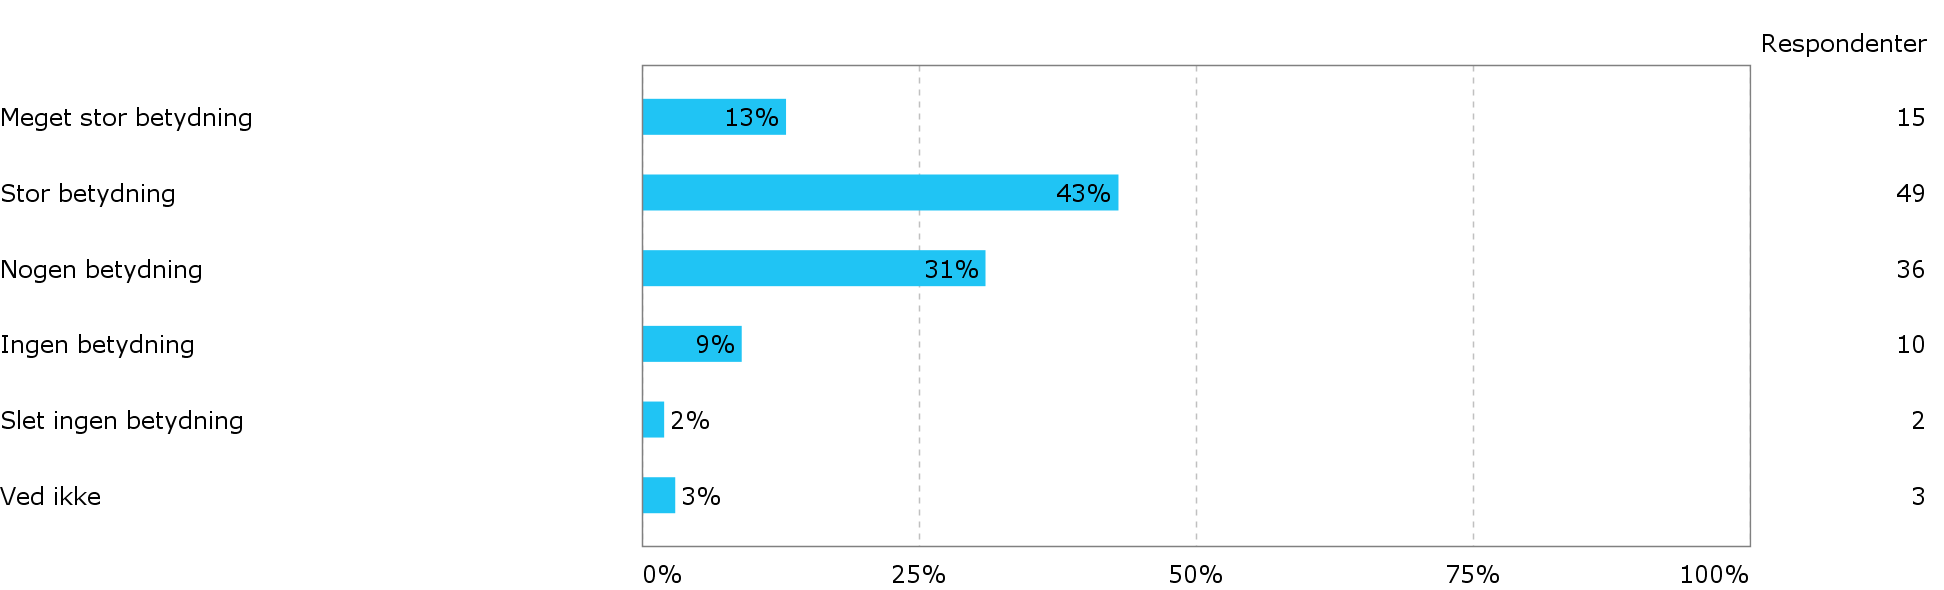 Respondenter
Meget stor betydning 13% 15
Stor betydning 43% 49
Nogen betydning 31% 36
Ingen betydning 9% 10
Slet ingen betydning 2% 2
Ved ikke 3% 3
0% 25% 50% 75% 100%